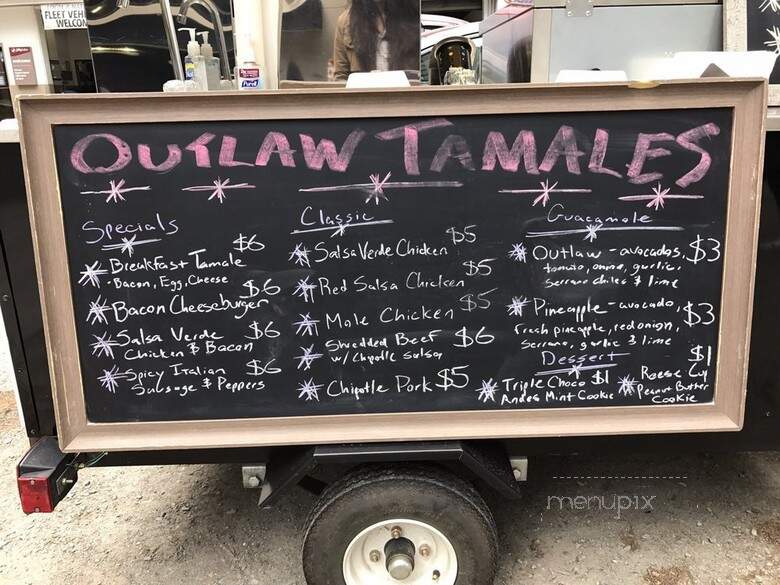 FLEET VEH
WELCOM
Purell
OUTLAW TAMALES
Specials
Breakfast Tamale $6
- Bacon, Egg, Cheese
Bacon Cheeseburger $6
Salsa Verde $6
Chicken & Bacon
Spicy Italian $6
Sausage & Peppers
Classic
Salsa Verde Chicken $5
Red Salsa Chicken $5
Mole Chicken $5
Shredded Beef $6
w/ Chipotle Salsa
Chipotle Pork $5
Guacamole
Outlaw - avocados, $3
tomato, onion, garlic,
serrano chiles & lime
Pineapple - avocado, $3
fresh pineapple, red onion,
serrano, garlic & lime
Dessert
Triple Choco $1
Andes Mint Cookie
Reese Cup $1
Peanut Butter
Cookie
menupix